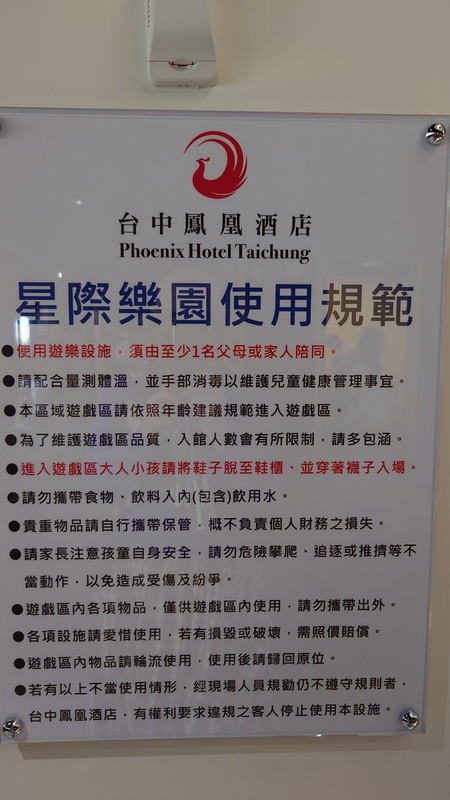 台中鳳凰酒店
Phoenix Hotel Taichung
星際樂園使用規範
●使用遊樂設施，須由至少1名父母或家人陪同。
●請配合量測體溫，並手部消毒以維護兒童健康管理事宜。
●本區域遊戲區請依照年齡建議規範進入遊戲區。
●為了維護遊戲區品質，入館人數會有所限制，請多包涵。
●進入遊戲區大人小孩請將鞋子脫至鞋櫃、並穿著襪子入場。
●請勿攜帶食物、飲料入內(包含)飲用水。
●貴重物品請自行攜帶保管，概不負責個人財務之損失。
●請家長注意孩童自身安全，請勿危險攀爬、追逐或推擠等不
當動作，以免造成受傷及紛爭。
●遊戲區內各項物品，僅供遊戲區內使用，請勿攜帶出外。
●各項設施請愛惜使用，若有損毀或破壞，需照價賠償。
●遊戲區內物品請輪流使用，使用後請歸回原位。
●若有以上不當使用情形，經現場人員規勸仍不遵守規則者，
台中鳳凰酒店，有權利要求違規之客人停止使用本設施。